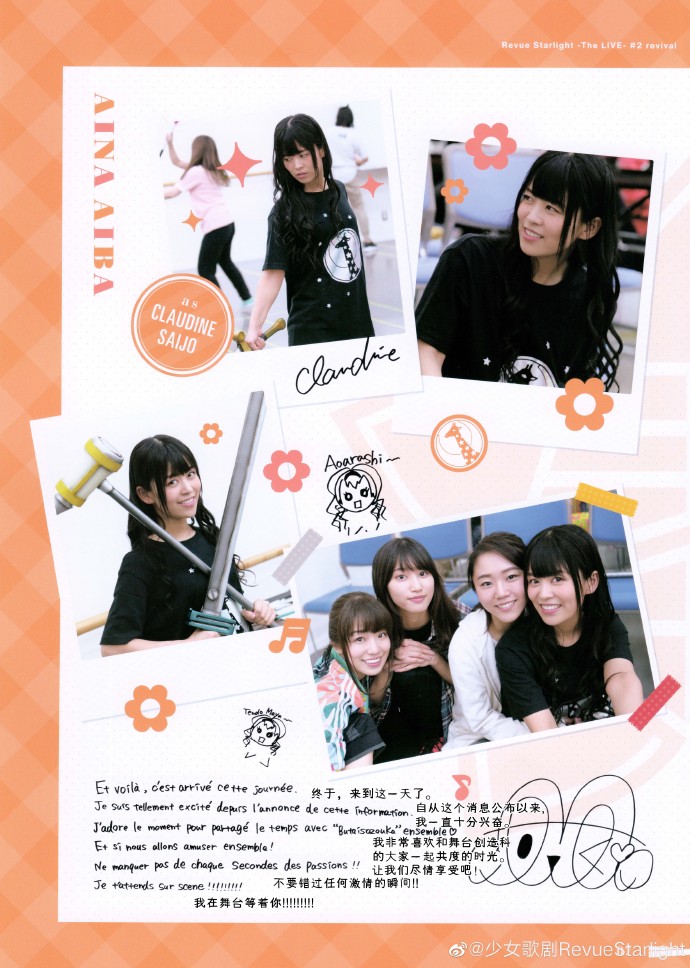 Revue Starlight -The LIVE- #2 revival
AINA AIBA
as
CLAUDINE
SAIJO
Claudine
Aoarashi~
Tendo Maya~
Et voilà, c'est arrivé cette journée.
终于，来到这一天了。
Je suis tellement excité depuis l'annonce de cette information.
自从这个消息公布以来，
我一直十分兴奋。
J'adore le moment pour partagé le temps avec "Butaisozouka" ensemble♡
我非常喜欢和舞台创造科
的大家一起共度的时光。
Et si nous allons amuser ensemble!
让我们尽情享受吧！
Ne manquer pas de chaque Secondes des passions!!
不要错过任何激情的瞬间!!
Je t'attends sur scene!!!!!!!!!
我在舞台等着你!!!!!!!!!
@少女歌剧RevueStarlight